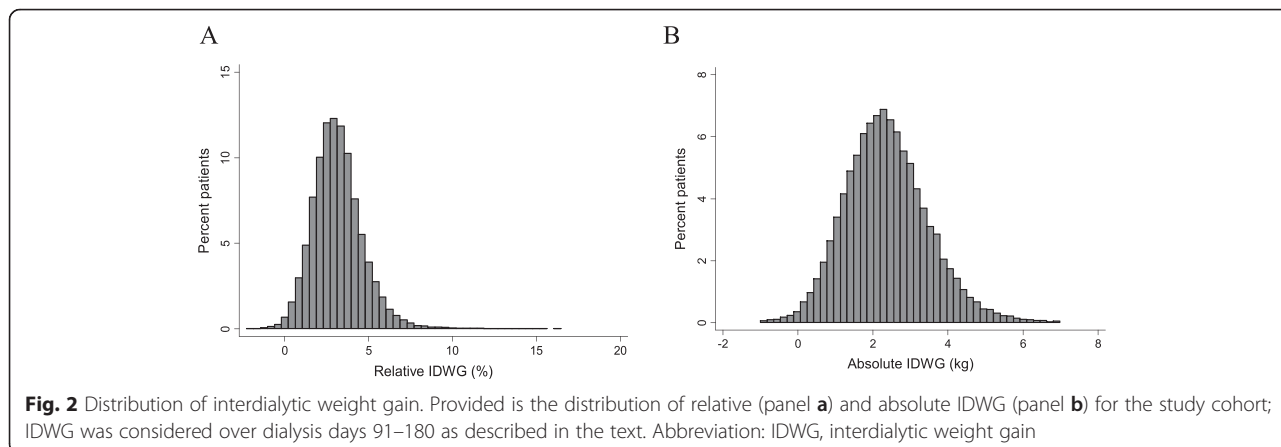 A
B
15
10
5
0
Percent patients
0 5 10 15 20
Relative IDWG (%)
8
6
4
2
0
Percent patients
-2 0 2 4 6 8
Absolute IDWG (kg)
Fig. 2 Distribution of interdialytic weight gain. Provided is the distribution of relative (panel a) and absolute IDWG (panel b) for the study cohort;
IDWG was considered over dialysis days 91–180 as described in the text. Abbreviation: IDWG, interdialytic weight gain